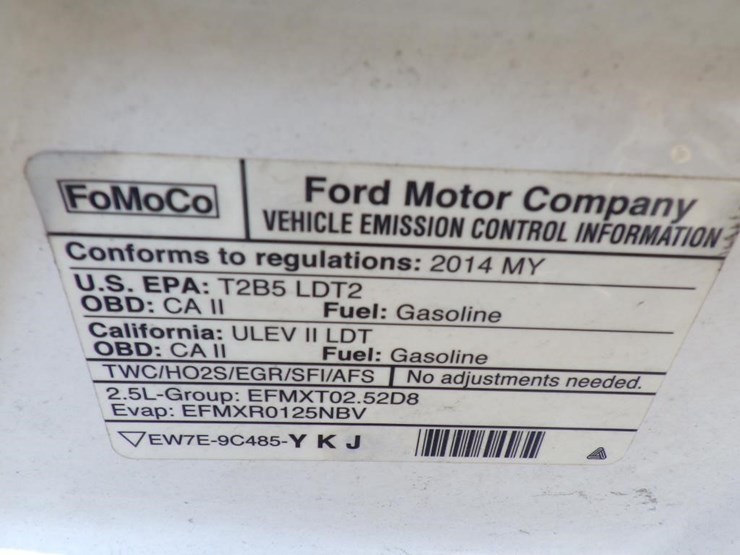 FoMoCo
Ford Motor Company
VEHICLE EMISSION CONTROL INFORMATION
Conforms to regulations: 2014 MY
U.S. EPA: T2B5 LDT2
OBD: CA II Fuel: Gasoline
California: ULEV II LDT
OBD: CA II Fuel: Gasoline
TWC/HO2S/EGR/SFI/AFS No adjustments needed.
2.5L-Group: EFMXT02.52D8
Evap: EFMXR0125NBV
EW7E-9C485-Y K J